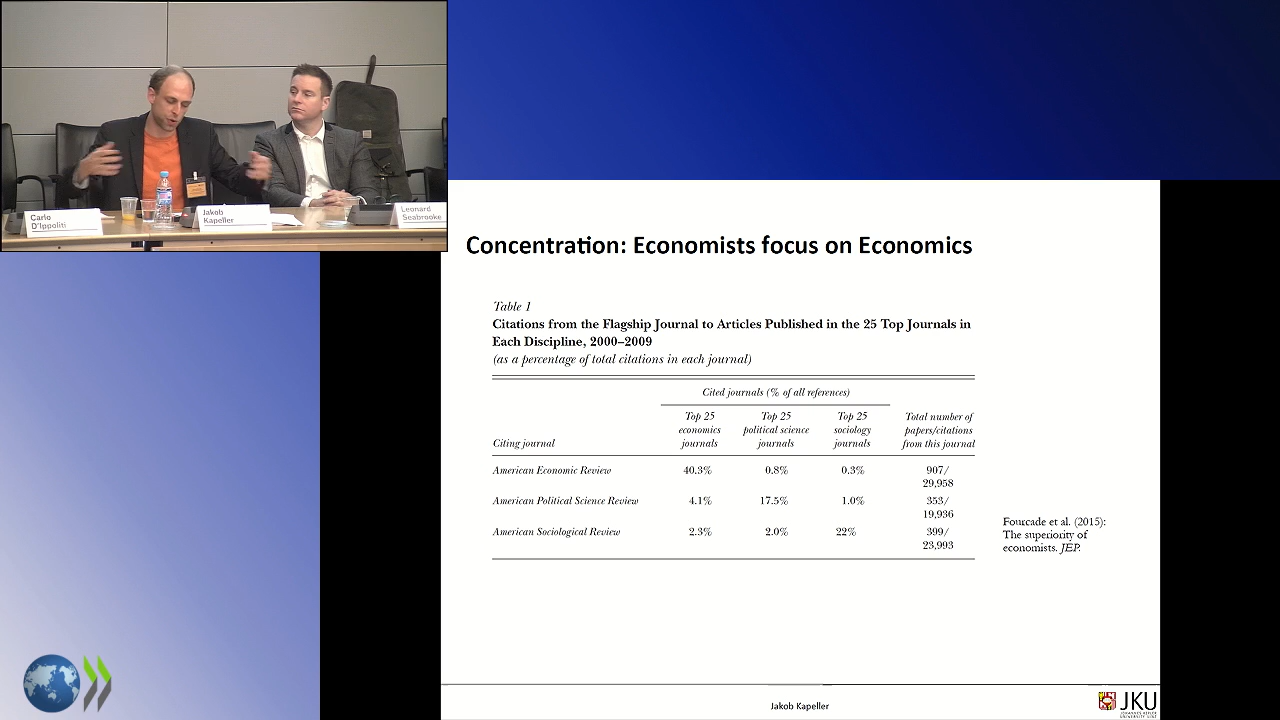 Carlo
D'Ippoliti
Jakob
Kapeller
Leonard
Seabrooke
Concentration: Economists focus on Economics
Table 1
Citations from the Flagship Journal to Articles Published in the 25 Top Journals in
Each Discipline, 2000–2009
(as a percentage of total citations in each journal)
Cited journals (% of all references)
Citing journal
Top 25
economics
journals
Top 25
political science
journals
Top 25
sociology
journals
Total number of
papers/citations
from this journal
American Economic Review 40.3% 0.8% 0.3% 907/
29,958
American Political Science Review 4.1% 17.5% 1.0% 353/
19,936
American Sociological Review 2.3% 2.0% 22% 399/
23,993
Fourcade et al. (2015):
The superiority of
economists. JEP.
Jakob Kapeller
JKU